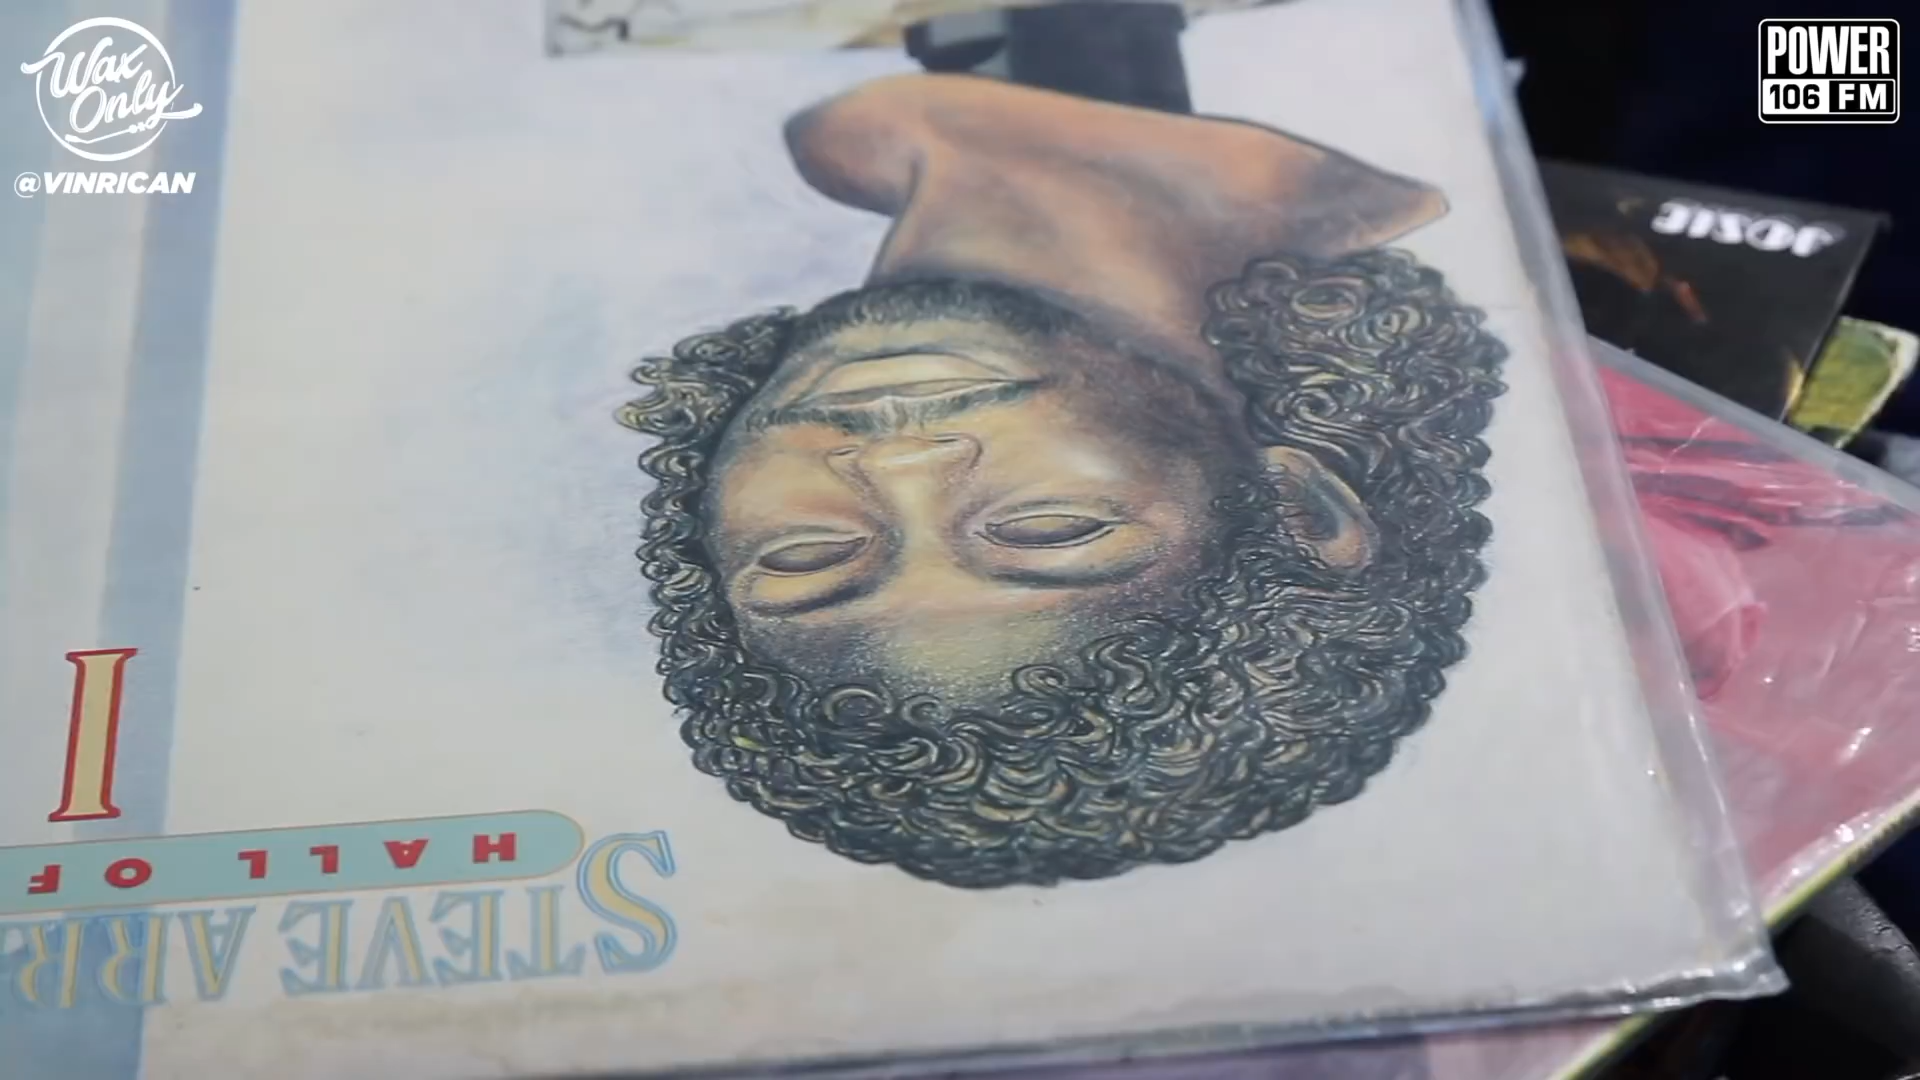 Wax
Only
@VINRICAN
POWER
106 FM
JOSIE
STEVE ARR
HALL OF
I